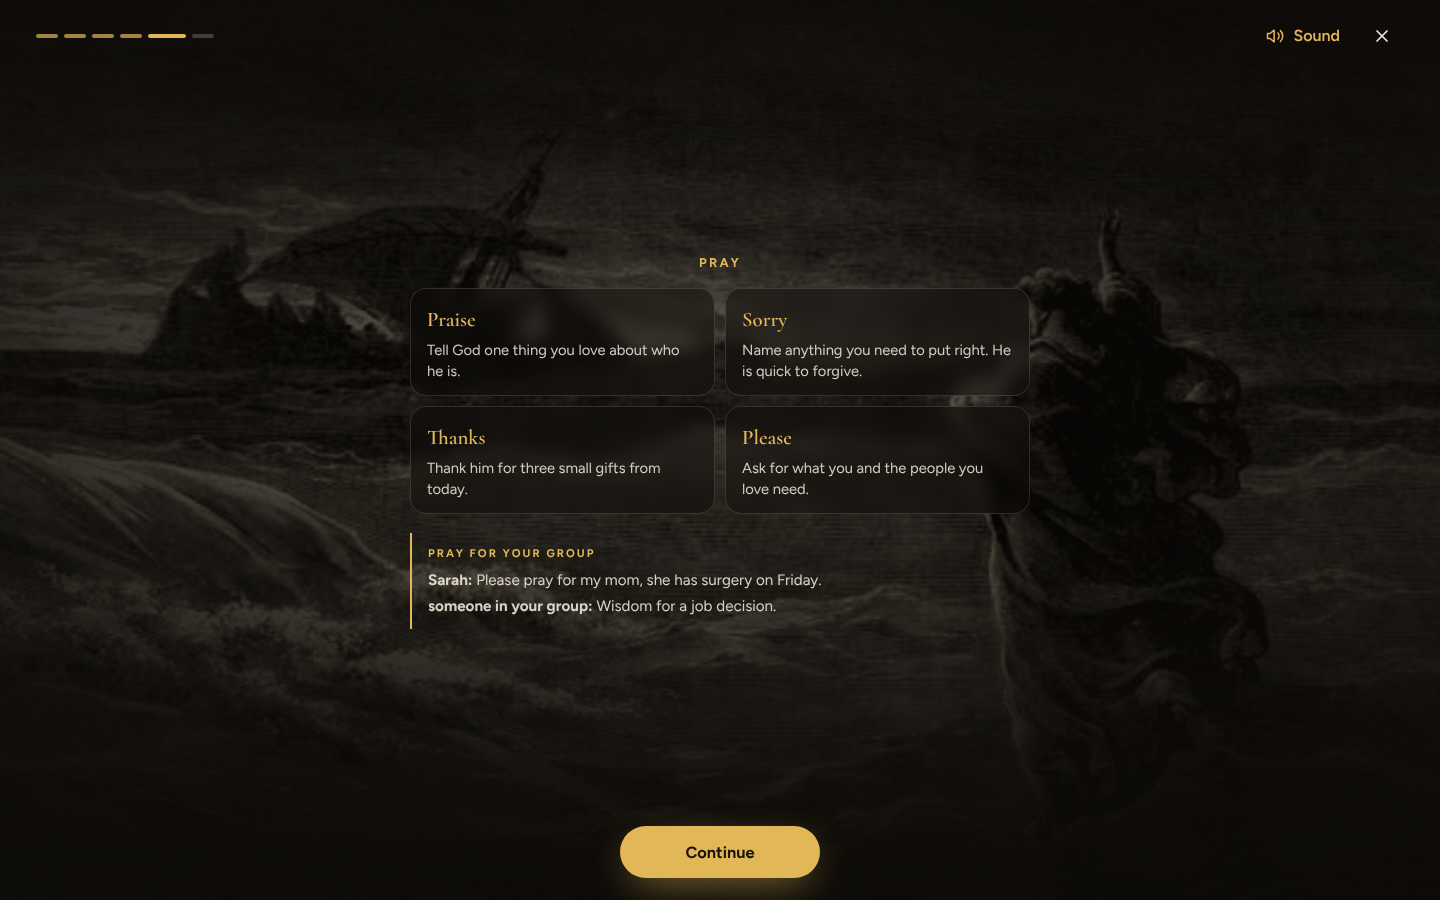 Sound
PRAY
Praise
Tell God one thing you love about who
he is.
Sorry
Name anything you need to put right. He
is quick to forgive.
Thanks
Thank him for three small gifts from
today.
Please
Ask for what you and the people you
love need.
PRAY FOR YOUR GROUP
Sarah: Please pray for my mom, she has surgery on Friday.
someone in your group: Wisdom for a job decision.
Continue